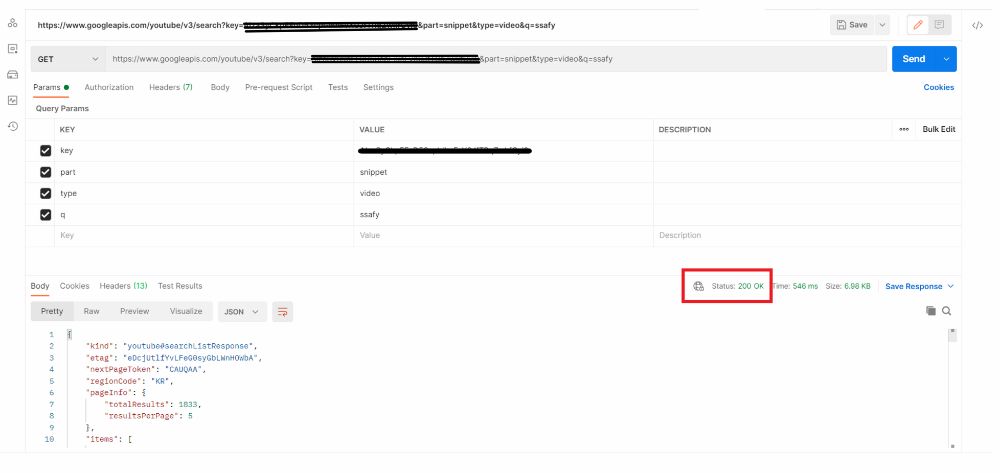 https://www.googleapis.com/youtube/v3/search?key= &part=snippet&type=video&q=ssafy
Save
GET https://www.googleapis.com/youtube/v3/search?key= &part=snippet&type=video&q=ssafy Send
Params Authorization Headers (7) Body Pre-request Script Tests Settings Cookies
Query Params
KEY VALUE DESCRIPTION ooo Bulk Edit
key
part snippet
type video
q ssafy
Key Value Description
Body Cookies Headers (13) Test Results Status: 200 OK Time: 546 ms Size: 6.98 KB Save Response
Pretty Raw Preview Visualize JSON
1 {
2 "kind": "youtube#searchListResponse",
3 "etag": "eDcjUtlfYvLFeG0syGbLWnHOWbA",
4 "nextPageToken": "CAUQAA",
5 "regionCode": "KR",
6 "pageInfo": {
7 "totalResults": 1833,
8 "resultsPerPage": 5
9 },
10 "items": [